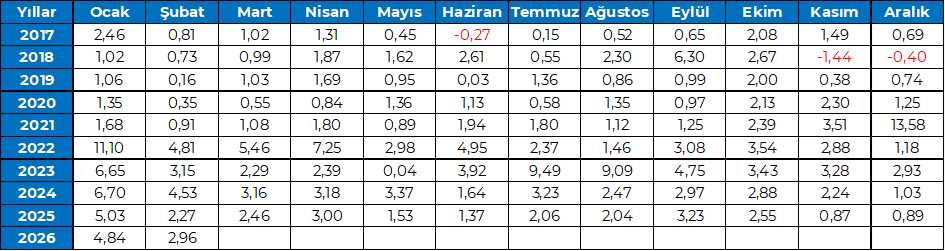 Yıllar Ocak Şubat Mart Nisan Mayıs Haziran Temmuz Ağustos Eylül Ekim Kasım Aralık
2017 2,46 0,81 1,02 1,31 0,45 -0,27 0,15 0,52 0,65 2,08 1,49 0,69
2018 1,02 0,73 0,99 1,87 1,62 2,61 0,55 2,30 6,30 2,67 -1,44 -0,40
2019 1,06 0,16 1,03 1,69 0,95 0,03 1,36 0,86 0,99 2,00 0,38 0,74
2020 1,35 0,35 0,55 0,84 1,36 1,13 0,58 1,35 0,97 2,13 2,30 1,25
2021 1,68 0,91 1,08 1,80 0,89 1,94 1,80 1,12 1,25 2,39 3,51 13,58
2022 11,10 4,81 5,46 7,25 2,98 4,95 2,37 1,46 3,08 3,54 2,88 1,18
2023 6,65 3,15 2,29 2,39 0,04 3,92 9,49 9,09 4,75 3,43 3,28 2,93
2024 6,70 4,53 3,16 3,18 3,37 1,64 3,23 2,47 2,97 2,88 2,24 1,03
2025 5,03 2,27 2,46 3,00 1,53 1,37 2,06 2,04 3,23 2,55 0,87 0,89
2026 4,84 2,96